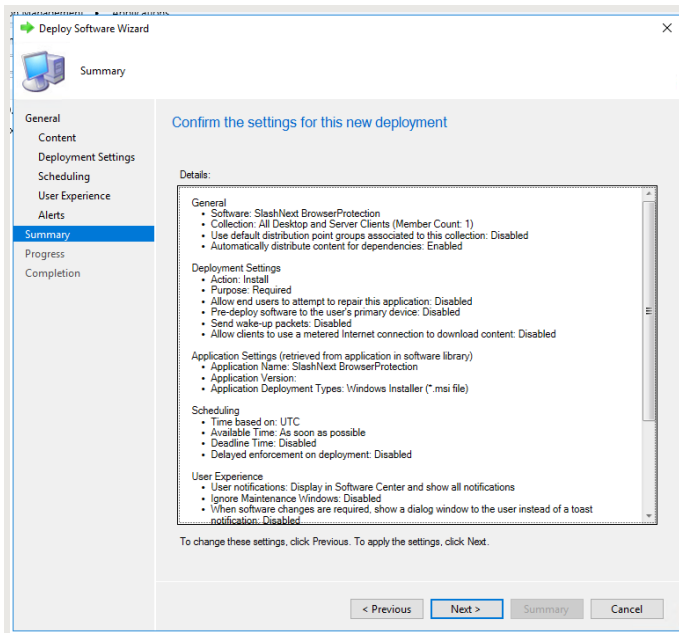 Management • Applications
Deploy Software Wizard
Summary
General
Content
Deployment Settings
Scheduling
User Experience
Alerts
Summary
Progress
Completion
Confirm the settings for this new deployment
Details:
General
• Software: SlashNext BrowserProtection
• Collection: All Desktop and Server Clients (Member Count: 1)
• Use default distribution point groups associated to this collection: Disabled
• Automatically distribute content for dependencies: Enabled
Deployment Settings
• Action: Install
• Purpose: Required
• Allow end users to attempt to repair this application: Disabled
• Pre-deploy software to the user's primary device: Disabled
• Send wake-up packets: Disabled
• Allow clients to use a metered Internet connection to download content: Disabled
Application Settings (retrieved from application in software library)
• Application Name: SlashNext BrowserProtection
• Application Version:
• Application Deployment Types: Windows Installer (*.msi file)
Scheduling
• Time based on: UTC
• Available Time: As soon as possible
• Deadline Time: Disabled
• Delayed enforcement on deployment: Disabled
User Experience
• User notifications: Display in Software Center and show all notifications
• Ignore Maintenance Windows: Disabled
• When software changes are required, show a dialog window to the user instead of a toast
notification: Disabled
To change these settings, click Previous. To apply the settings, click Next.
< Previous
Next >
Summary
Cancel